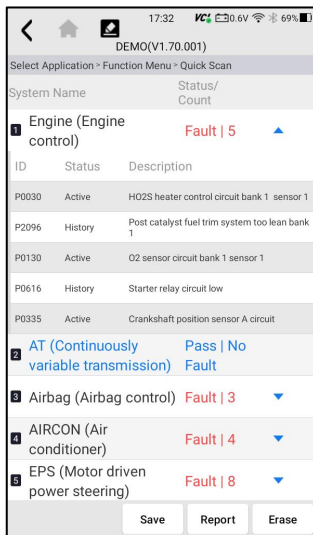 17:32 VCI 0.6V 69%
DEMO(V1.70.001)
Select Application > Function Menu > Quick Scan
System Name Status/
Count
1 Engine (Engine
control) Fault | 5
ID Status Description
P0030 Active HO2S heater control circuit bank 1 sensor 1
P2096 History Post catalyst fuel trim system too lean bank
1
P0130 Active O2 sensor circuit bank 1 sensor 1
P0616 History Starter relay circuit low
P0335 Active Crankshaft position sensor A circuit
2 AT (Continuously
variable transmission) Pass | No
Fault
3 Airbag (Airbag control) Fault | 3
4 AIRCON (Air
conditioner) Fault | 4
5 EPS (Motor driven
power steering) Fault | 8
Save Report Erase